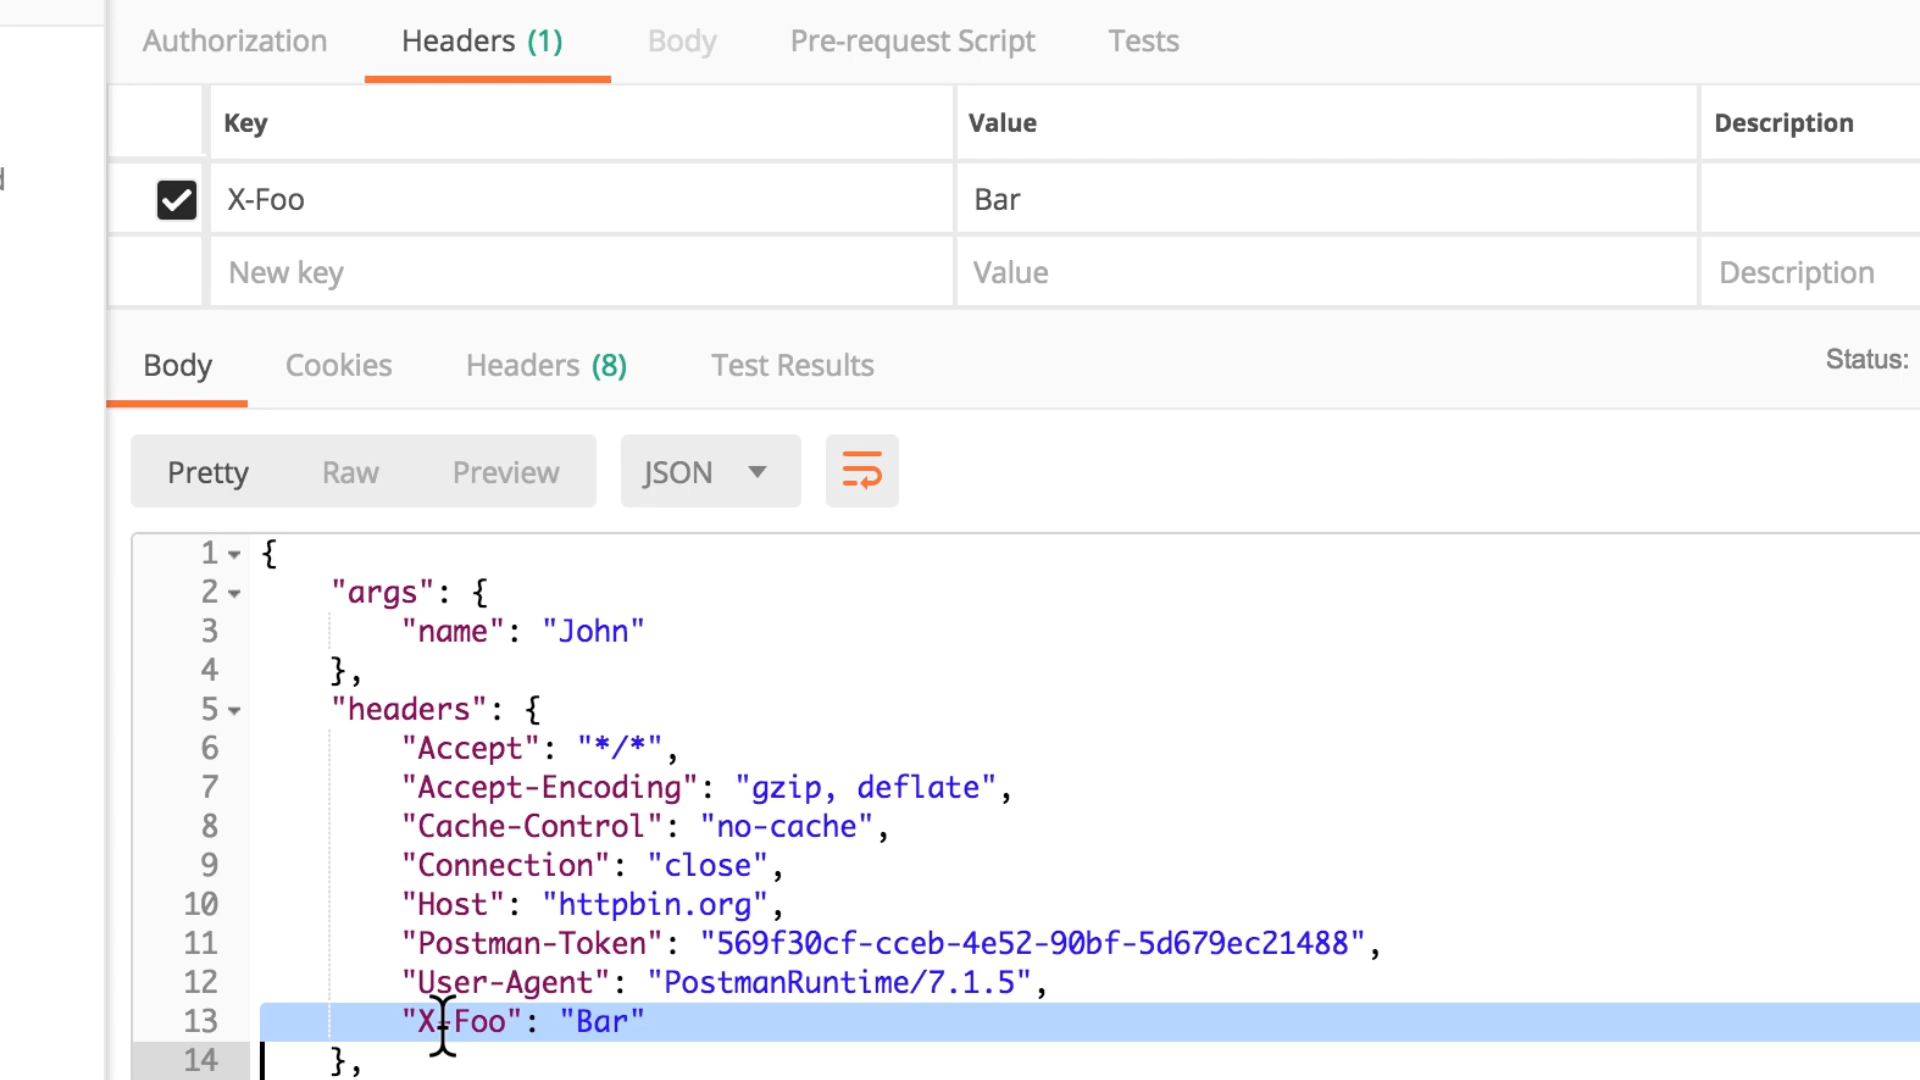 Authorization Headers (1) Body Pre-request Script Tests
Key Value Description
X-Foo Bar
New key Value Description
Body Cookies Headers (8) Test Results Status:
Pretty Raw Preview JSON
1 {
2 "args": {
3 "name": "John"
4 },
5 "headers": {
6 "Accept": "*/*",
7 "Accept-Encoding": "gzip, deflate",
8 "Cache-Control": "no-cache",
9 "Connection": "close",
10 "Host": "httpbin.org",
11 "Postman-Token": "569f30cf-cceb-4e52-90bf-5d679ec21488",
12 "User-Agent": "PostmanRuntime/7.1.5",
13 "X-Foo": "Bar"
14 },